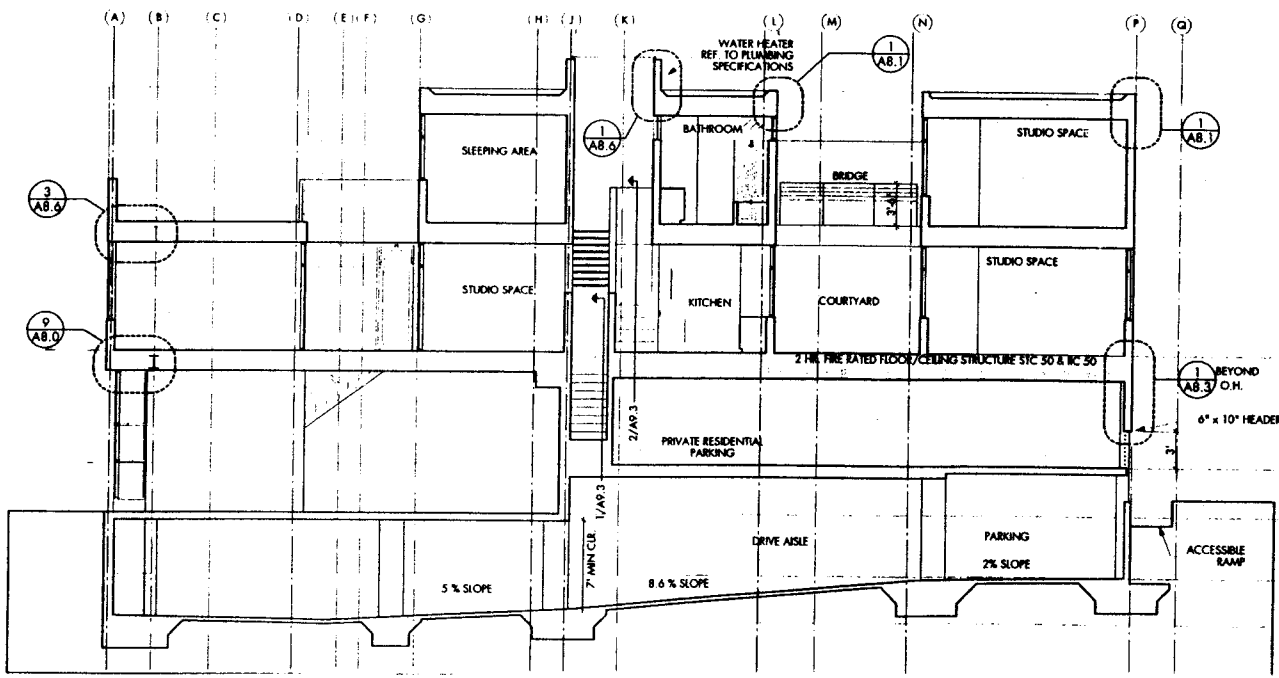 (A) (B) (C) (D) (E) (F) (G) (H) (J) (K) (L) (M) (N) (P) (Q)
WATER HEATER
REF. TO PLUMBING
SPECIFICATIONS
1
A8.1
1
A8.6
BATHROOM
SLEEPING AREA
STUDIO SPACE
1
A8.1
BRIDGE
3
A8.6
STUDIO SPACE
KITCHEN
COURTYARD
STUDIO SPACE
9
A8.0
2 HR. FIRE RATED FLOOR/CEILING STRUCTURE STC 50 & IIC 50
1
A8.3
BEYOND
O.H.
6" x 10" HEADER
2/A9.3
PRIVATE RESIDENTIAL
PARKING
3'
1/A9.3
7' MIN CLR.
DRIVE AISLE
PARKING
2% SLOPE
ACCESSIBLE
RAMP
5 % SLOPE
8.6 % SLOPE